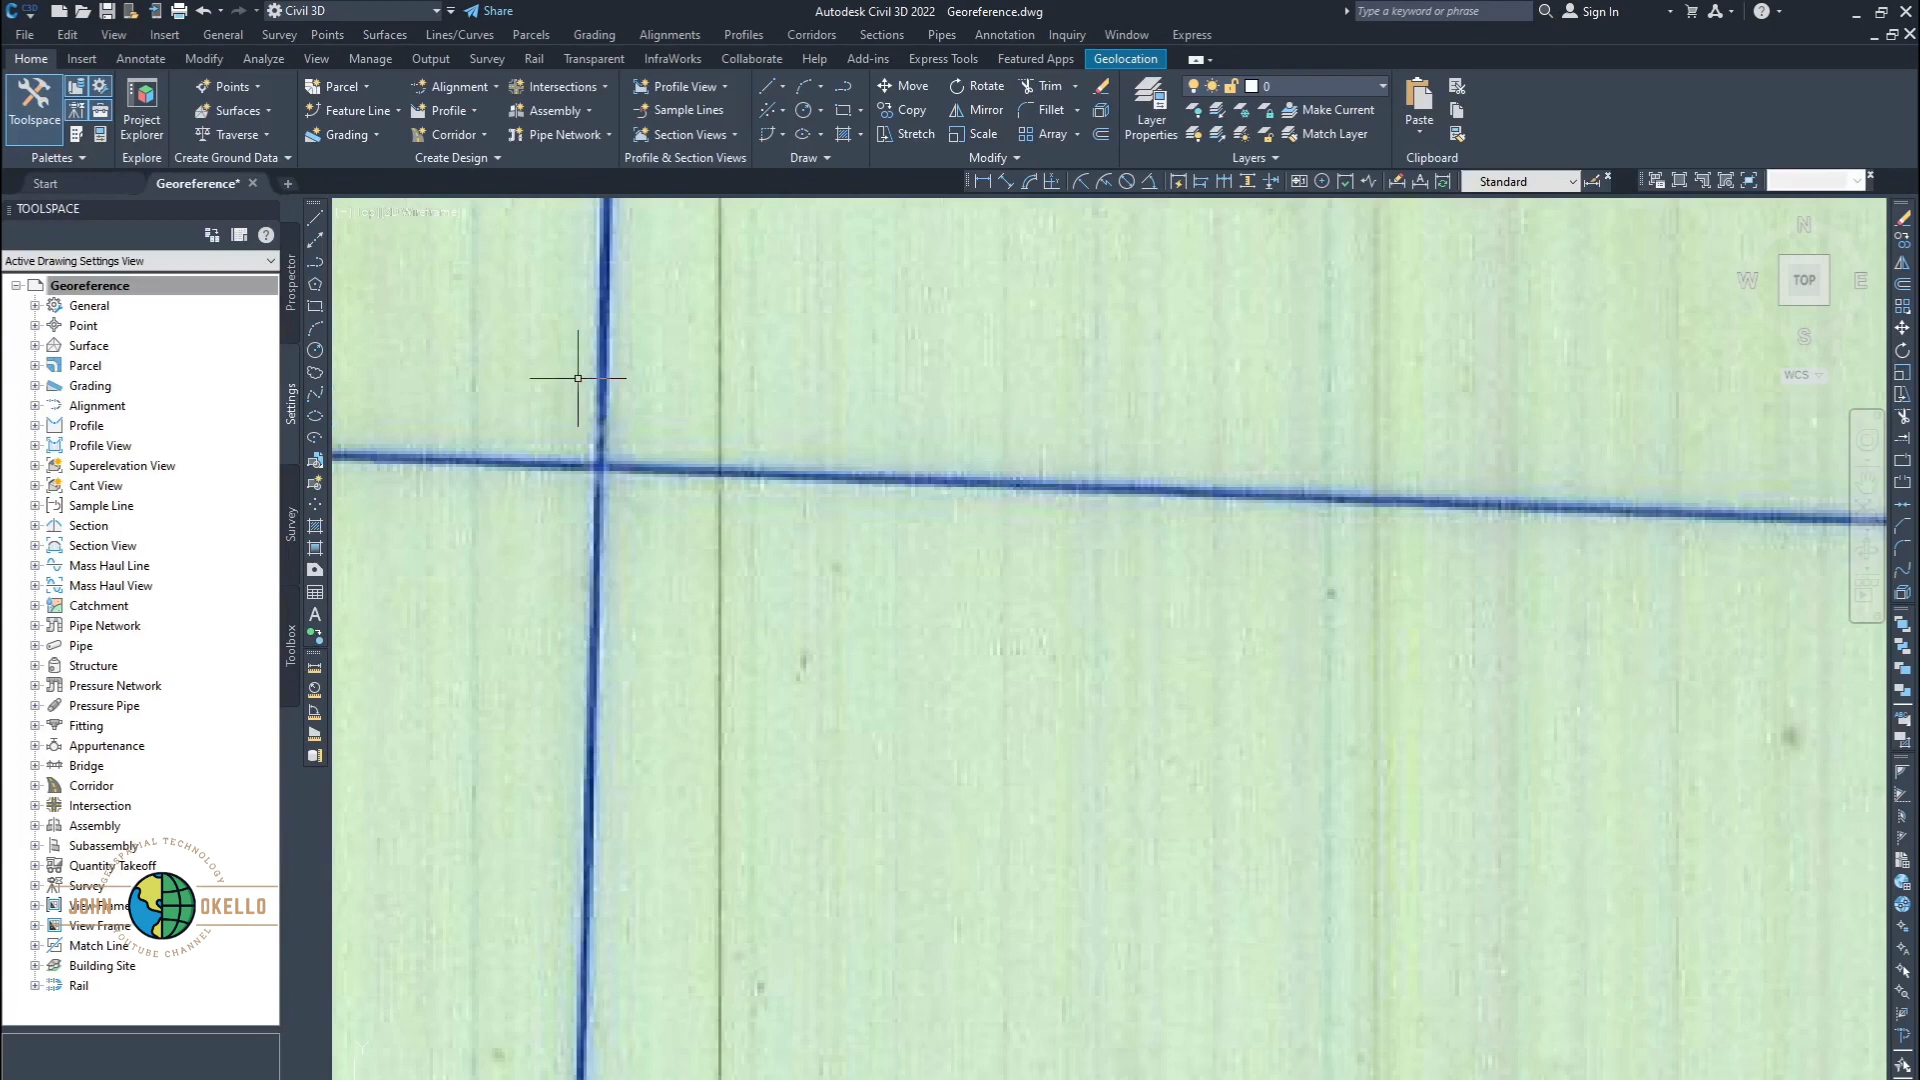 C3D
Civil 3D
Share
Autodesk Civil 3D 2022 Georeference.dwg
Type a keyword or phrase
Sign In
File Edit View Insert General Survey Points Surfaces Lines/Curves Parcels Grading Alignments Profiles Corridors Sections Pipes Annotation Inquiry Window Express
Home Insert Annotate Modify Analyze View Manage Output Survey Rail Transparent InfraWorks Collaborate Help Add-ins Express Tools Featured Apps Geolocation
Toolspace
Palettes
Project Explorer
Explore
Points
Surfaces
Traverse
Create Ground Data
Parcel
Feature Line
Grading
Alignment
Profile
Corridor
Intersections
Assembly
Pipe Network
Create Design
Profile View
Sample Lines
Section Views
Profile & Section Views
Draw
Move Rotate Trim
Copy Mirror Fillet
Stretch Scale Array
Modify
Layer Properties
0
Make Current
Match Layer
Layers
Paste
Clipboard
Start Georeference*
Standard
TOOLSPACE
Active Drawing Settings View
Georeference
General
Point
Surface
Parcel
Grading
Alignment
Profile
Profile View
Superelevation View
Cant View
Sample Line
Section
Section View
Mass Haul Line
Mass Haul View
Catchment
Pipe Network
Pipe
Structure
Pressure Network
Pressure Pipe
Fitting
Appurtenance
Bridge
Corridor
Intersection
Assembly
Subassembly
Quantity Takeoff
Survey
View Frame
View Frame
Match Line
Building Site
Rail
Prospector
Settings
Survey
Toolbox
N
W TOP E
S
WCS
GEOSPATIAL TECHNOLOGY
JOHN OKELLO
YOUTUBE CHANNEL